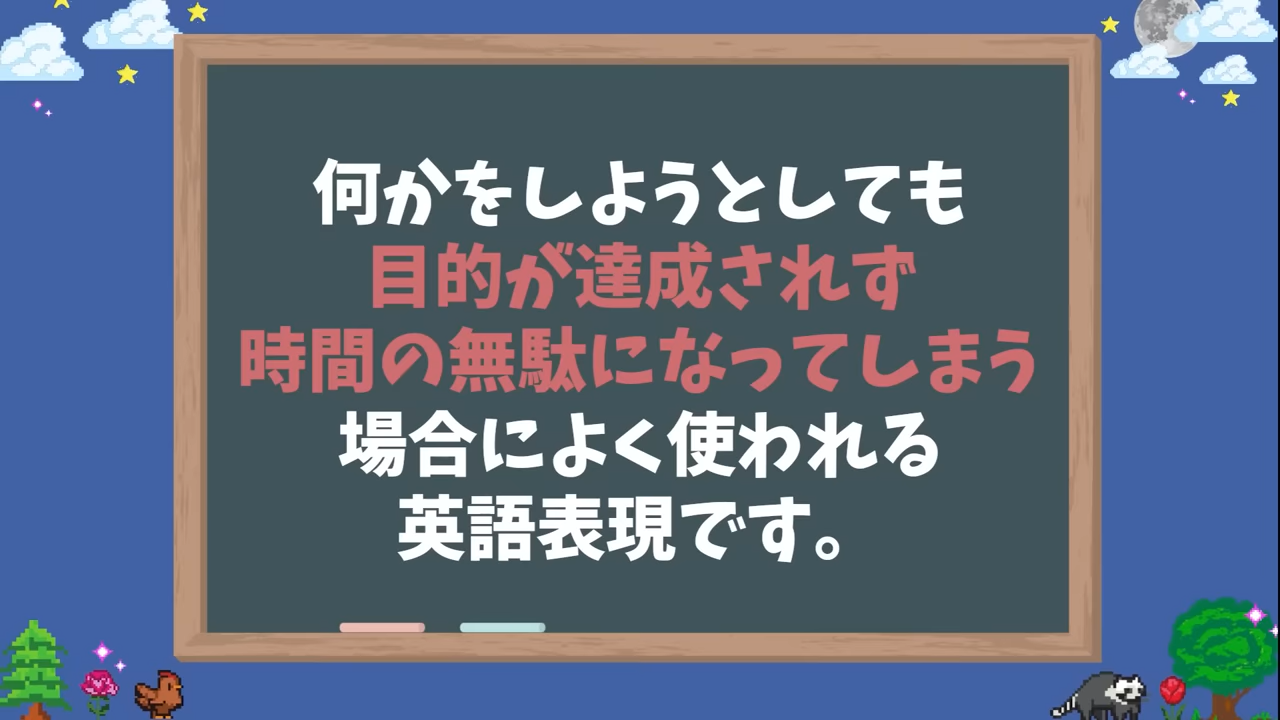 何かをしようとしても
目的が達成されず
時間の無駄になってしまう
場合によく使われる
英語表現です。